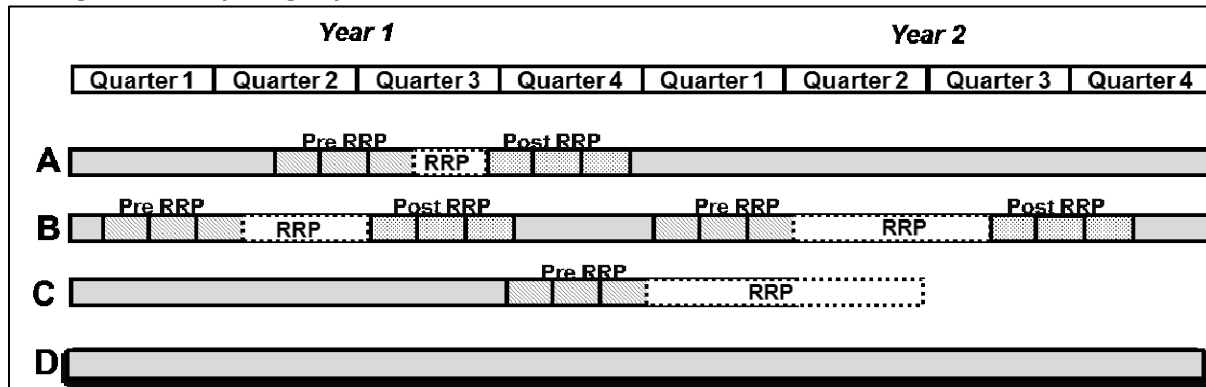 Year 1 Year 2
Quarter 1 Quarter 2 Quarter 3 Quarter 4 Quarter 1 Quarter 2 Quarter 3 Quarter 4
Pre RRP Post RRP
A RRP
Pre RRP Post RRP Pre RRP Post RRP
B RRP RRP
Pre RRP
C RRP
D